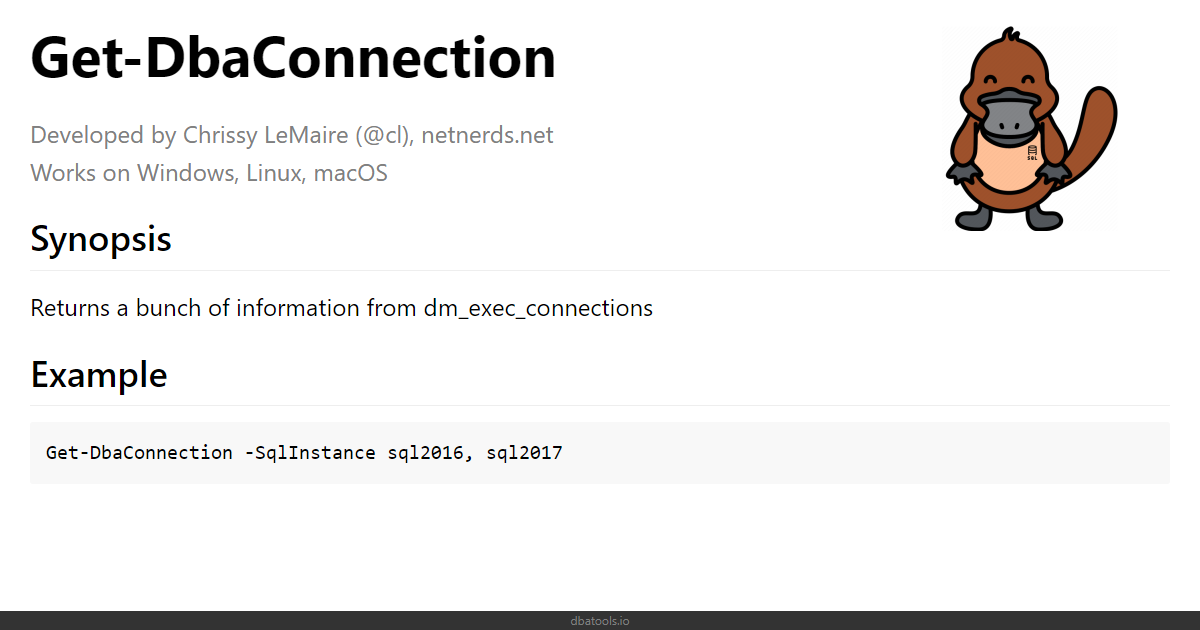 Get-DbaConnection
Developed by Chrissy LeMaire (@cl), netnerds.net
Works on Windows, Linux, macOS
SQL
Synopsis
Returns a bunch of information from dm_exec_connections
Example
Get-DbaConnection -SqlInstance sql2016, sql2017
dbatools.io